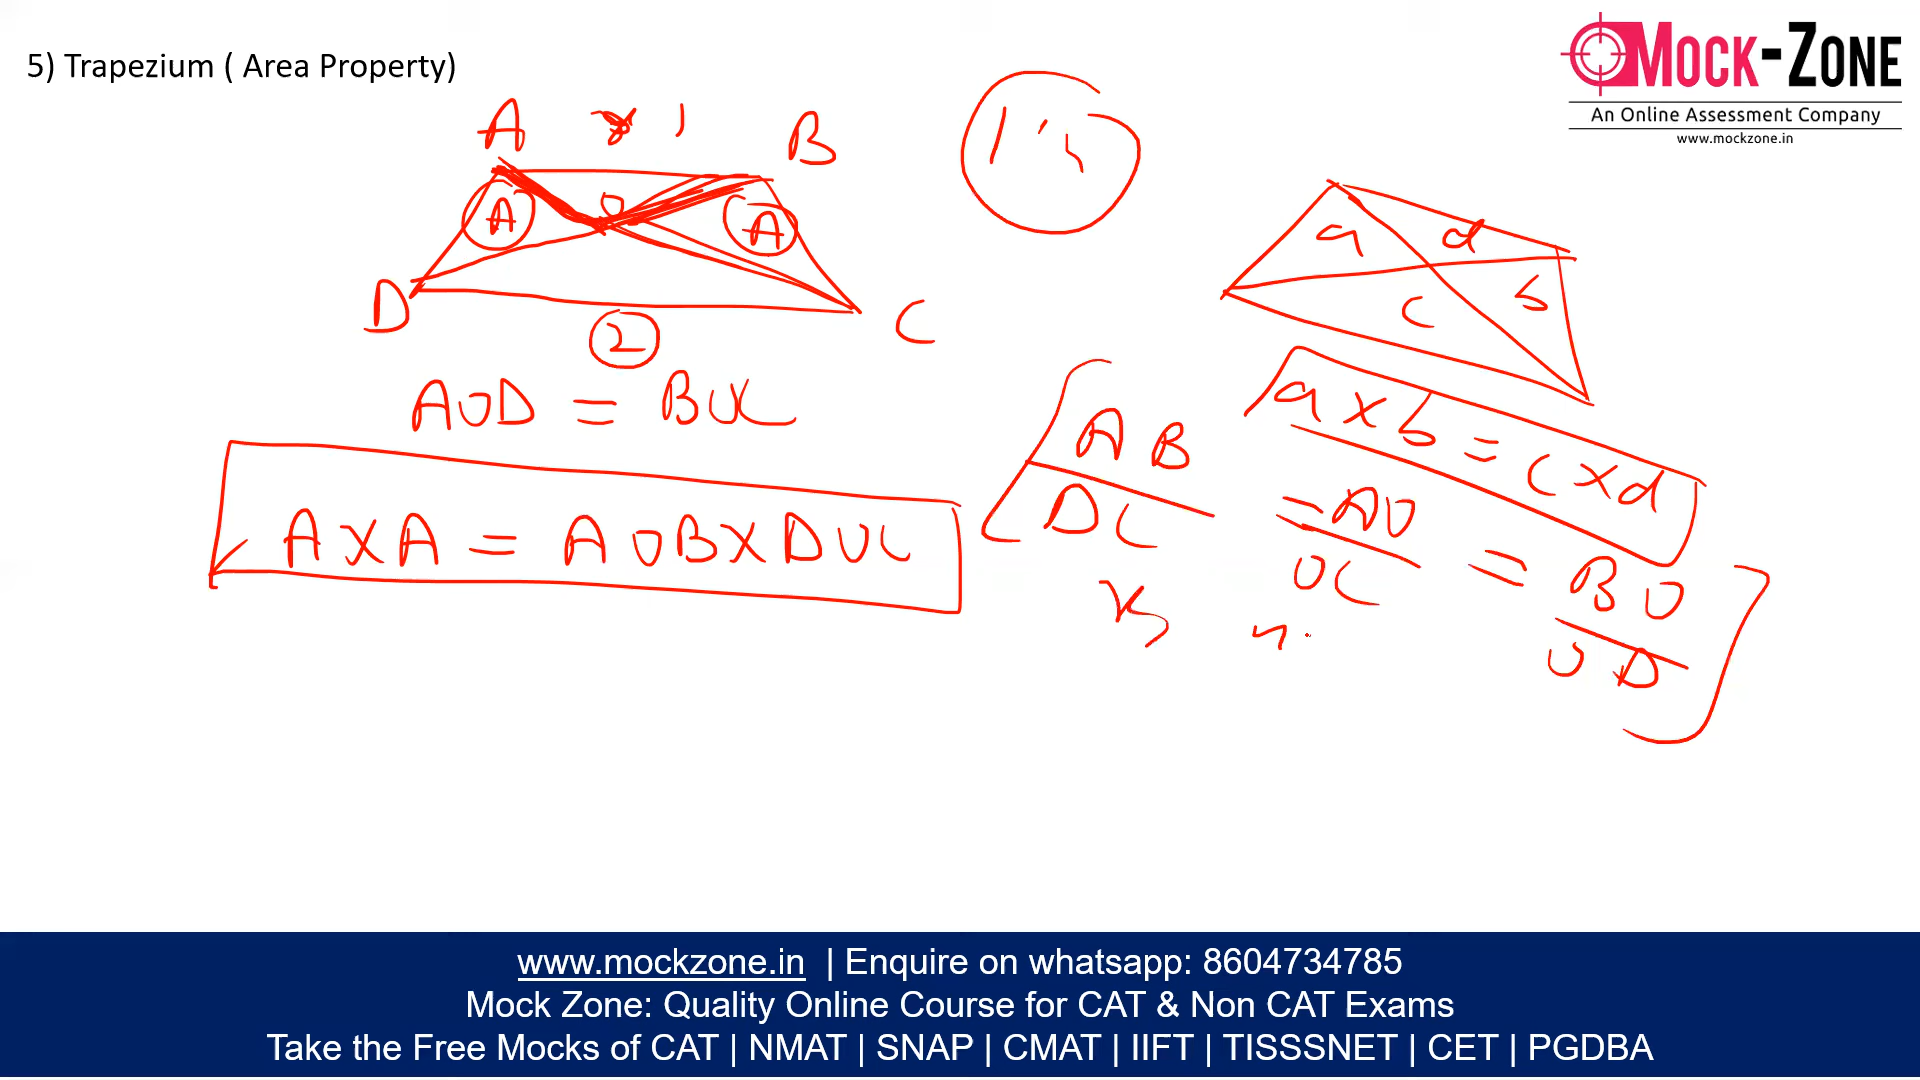 5) Trapezium ( Area Property)
MOCK-ZONE
An Online Assessment Company
www.mockzone.in
A 1 B
O
A A
D C
2
AOD = BOC
A X A = AOB X DOC
1:4
a d
c b
a x b = c x d
AB/DC = AO/OC = BO/OD
www.mockzone.in | Enquire on whatsapp: 8604734785
Mock Zone: Quality Online Course for CAT & Non CAT Exams
Take the Free Mocks of CAT | NMAT | SNAP | CMAT | IIFT | TISSSNET | CET | PGDBA